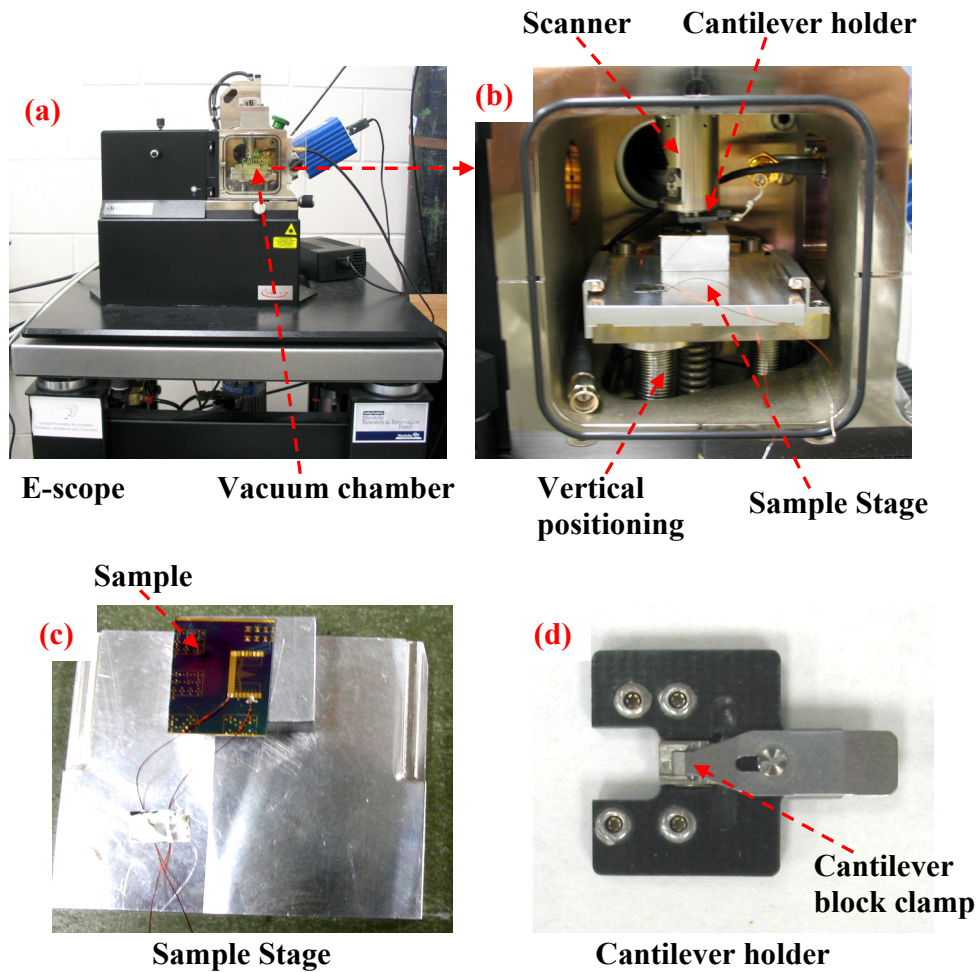 Scanner
Cantilever holder
(a)
(b)
E-scope
Vacuum chamber
Vertical
positioning
Sample Stage
Sample
(c)
(d)
Cantilever
block clamp
Sample Stage
Cantilever holder